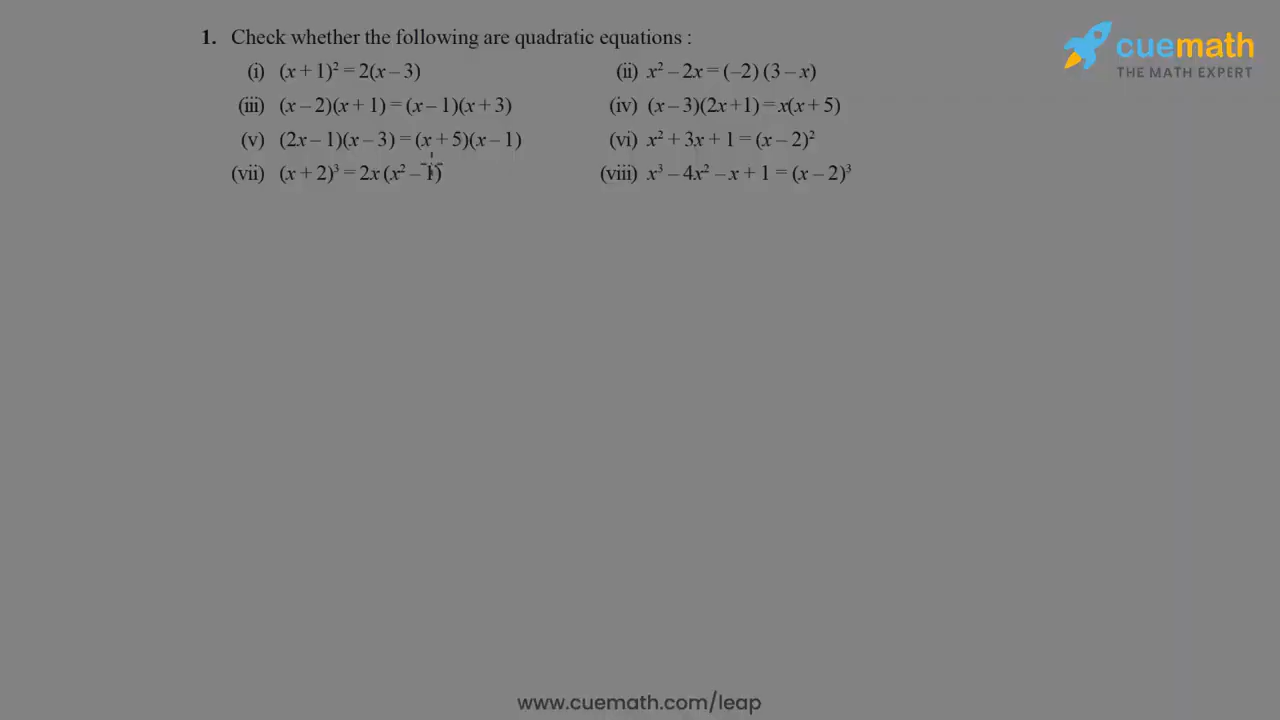 1. Check whether the following are quadratic equations :
(i) (x + 1)² = 2(x – 3) (ii) x² – 2x = (–2) (3 – x)
(iii) (x – 2)(x + 1) = (x – 1)(x + 3) (iv) (x – 3)(2x +1) = x(x + 5)
(v) (2x – 1)(x – 3) = (x + 5)(x – 1) (vi) x² + 3x + 1 = (x – 2)²
(vii) (x + 2)³ = 2x (x² – 1) (viii) x³ – 4x² – x + 1 = (x – 2)³
cuemath
THE MATH EXPERT
www.cuemath.com/leap